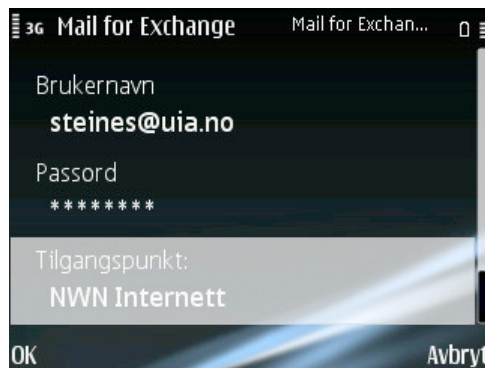 3G Mail for Exchange Mail for Exchan...
Brukernavn
steines@uia.no
Passord
********
Tilgangspunkt:
NWN Internett
OK Avbryt